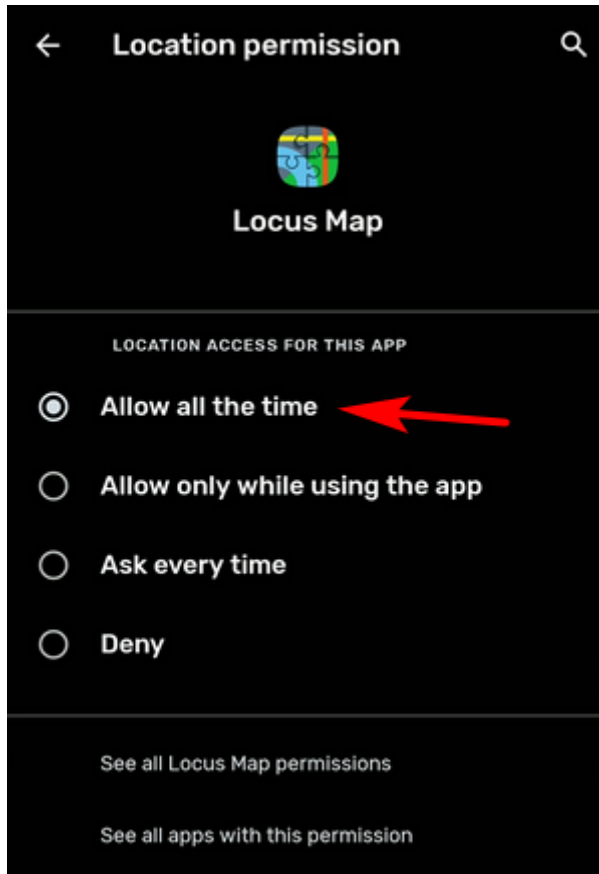 Location permission
Locus Map
LOCATION ACCESS FOR THIS APP
Allow all the time
Allow only while using the app
Ask every time
Deny
See all Locus Map permissions
See all apps with this permission